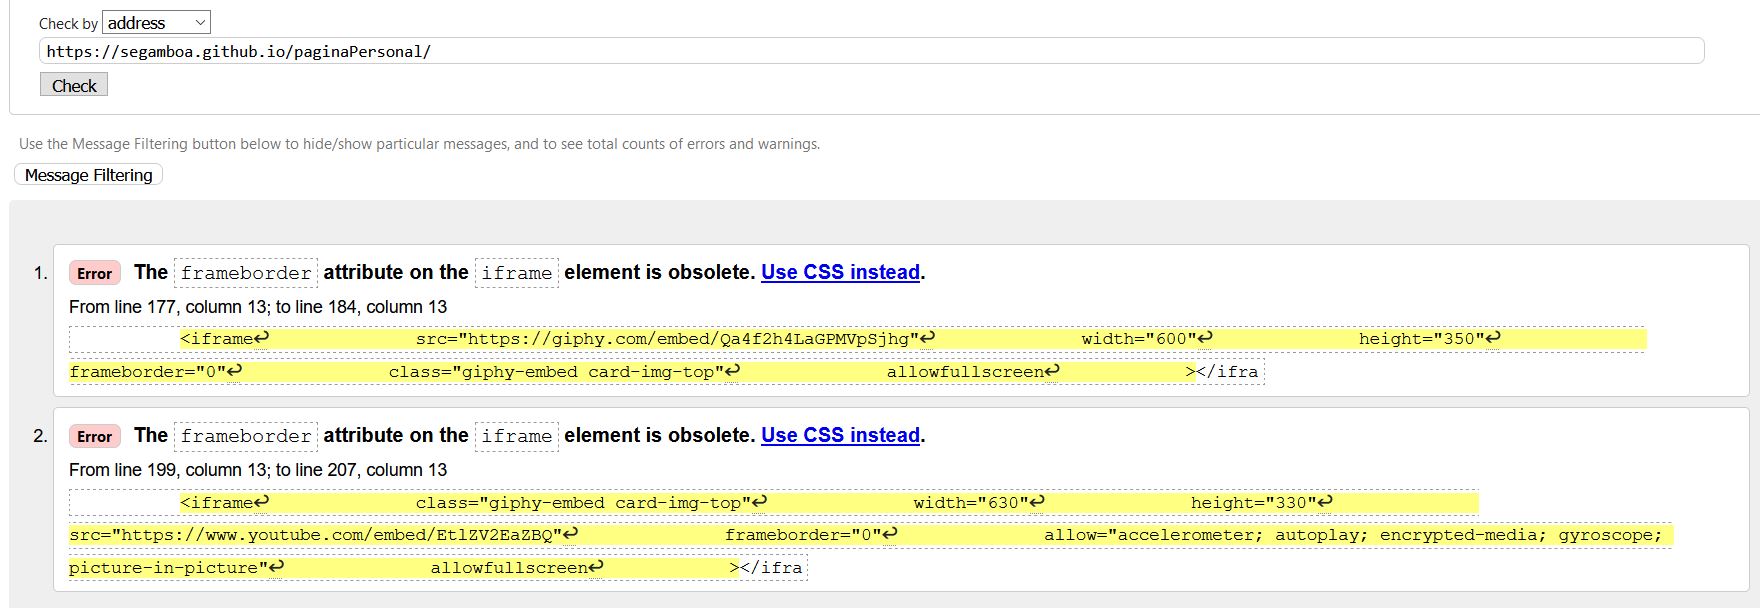 Check by address
https://segamboa.github.io/paginaPersonal/
Check
Use the Message Filtering button below to hide/show particular messages, and to see total counts of errors and warnings.
Message Filtering
1. Error The frameborder attribute on the iframe element is obsolete. Use CSS instead.
From line 177, column 13; to line 184, column 13
<iframe↩ src="https://giphy.com/embed/Qa4f2h4LaGPMVpSjhg"↩ width="600"↩ height="350"↩
frameborder="0"↩ class="giphy-embed card-img-top"↩ allowfullscreen↩ ></ifra
2. Error The frameborder attribute on the iframe element is obsolete. Use CSS instead.
From line 199, column 13; to line 207, column 13
<iframe↩ class="giphy-embed card-img-top"↩ width="630"↩ height="330"↩
src="https://www.youtube.com/embed/EtlZV2EaZBQ"↩ frameborder="0"↩ allow="accelerometer; autoplay; encrypted-media; gyroscope;
picture-in-picture"↩ allowfullscreen↩ ></ifra